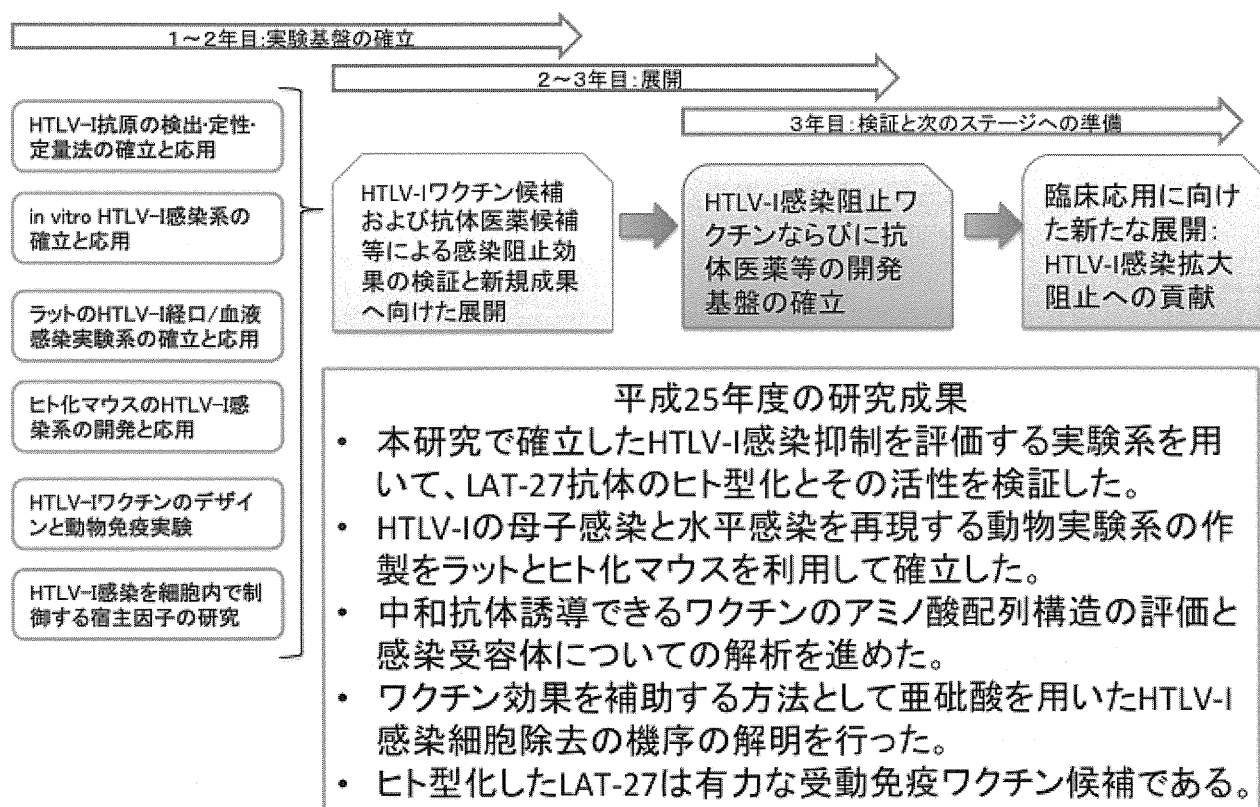 1～2年目:実験基盤の確立
2～3年目:展開
3年目:検証と次のステージへの準備
HTLV-I抗原の検出・定性・
定量法の確立と応用
in vitro HTLV-I感染系の
確立と応用
ラットのHTLV-I経口/血液
感染実験系の確立と応用
ヒト化マウスのHTLV-I感
染系の開発と応用
HTLV-Iワクチンのデザイ
ンと動物免疫実験
HTLV-I感染を細胞内で制
御する宿主因子の研究
HTLV-Iワクチン候補
および抗体医薬候補
等による感染阻止効
果の検証と新規成果
へ向けた展開
HTLV-I感染阻止ワ
クチンならびに抗
体医薬等の開発
基盤の確立
臨床応用に向け
た新たな展開:
HTLV-I感染拡大
阻止への貢献
平成25年度の研究成果
• 本研究で確立したHTLV-I感染抑制を評価する実験系を用
いて、LAT-27抗体のヒト型化とその活性を検証した。
• HTLV-Iの母子感染と水平感染を再現する動物実験系の作
製をラットとヒト化マウスを利用して確立した。
• 中和抗体誘導できるワクチンのアミノ酸配列構造の評価と
感染受容体についての解析を進めた。
• ワクチン効果を補助する方法として亜砒酸を用いたHTLV-I
感染細胞除去の機序の解明を行った。
• ヒト型化したLAT-27は有力な受動免疫ワクチン候補である。